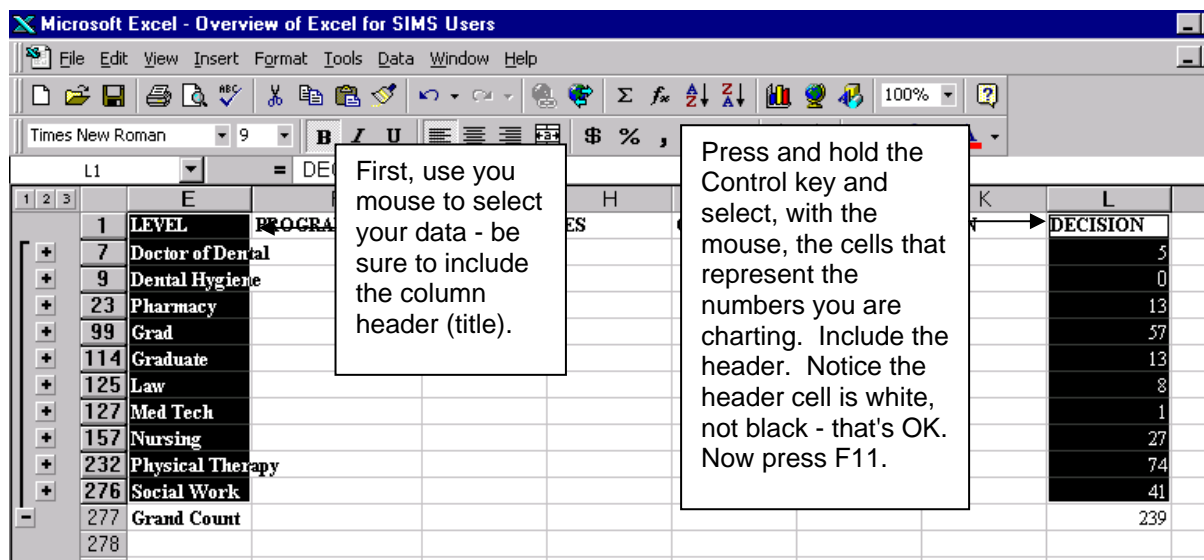 Microsoft Excel - Overview of Excel for SIMS Users
File Edit View Insert Format Tools Data Window Help
ABC Σ fx A Z Z A 100% ?
Times New Roman 9 B I U a $ % , A
L1 = DEC
First, use you
mouse to select
your data - be
sure to include
the column
header (title).
Press and hold the
Control key and
select, with the
mouse, the cells that
represent the
numbers you are
charting. Include the
header. Notice the
header cell is white,
not black - that's OK.
Now press F11.
1 2 3 E H K L
1 LEVEL PROGRA ES DECISION
7 Doctor of Dental 5
9 Dental Hygiene 0
23 Pharmacy 13
99 Grad 57
114 Graduate 13
125 Law 8
127 Med Tech 1
157 Nursing 27
232 Physical Therapy 74
276 Social Work 41
277 Grand Count 239
278